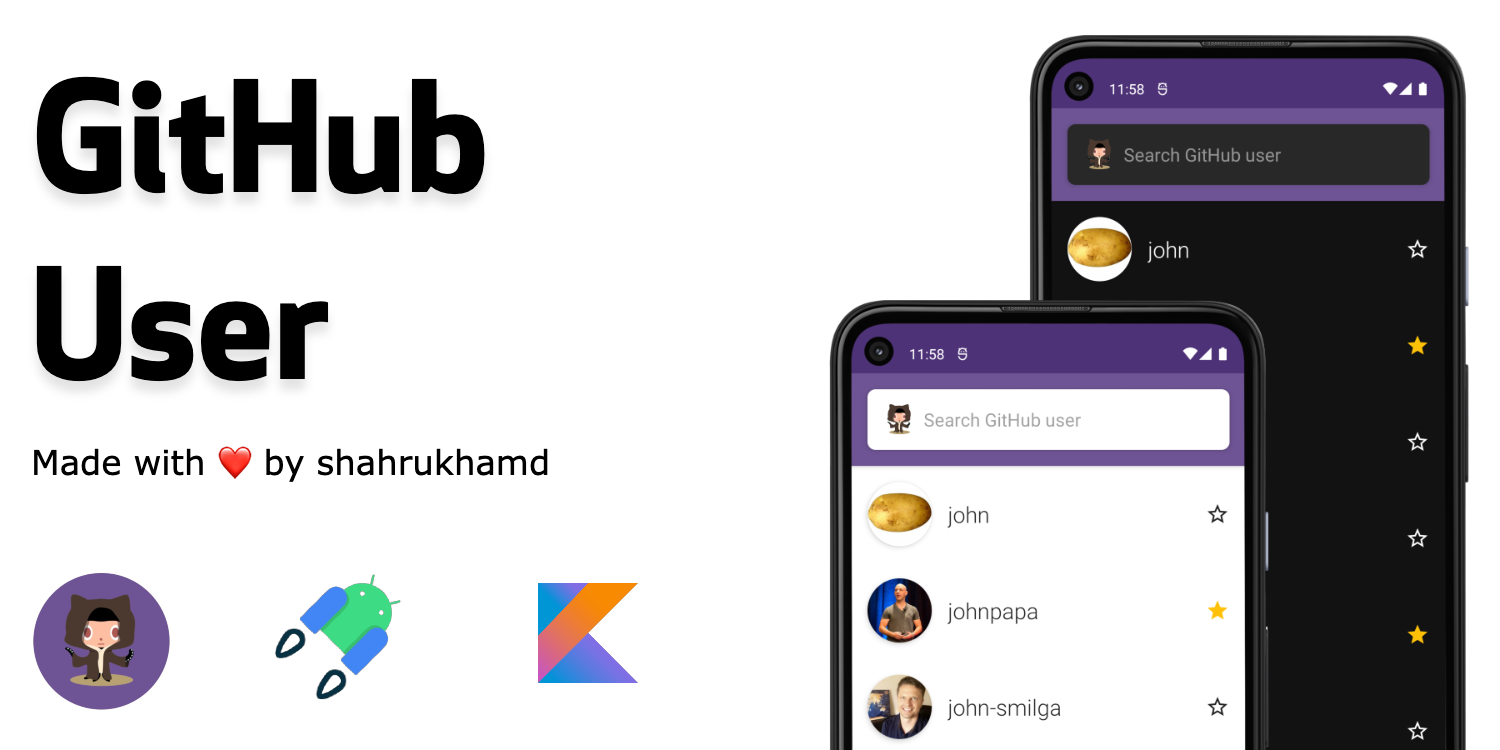 GitHub
User
Made with ❤️ by shahrukhamd
11:58
Search GitHub user
john
11:58
Search GitHub user
john
johnpapa
john-smilga